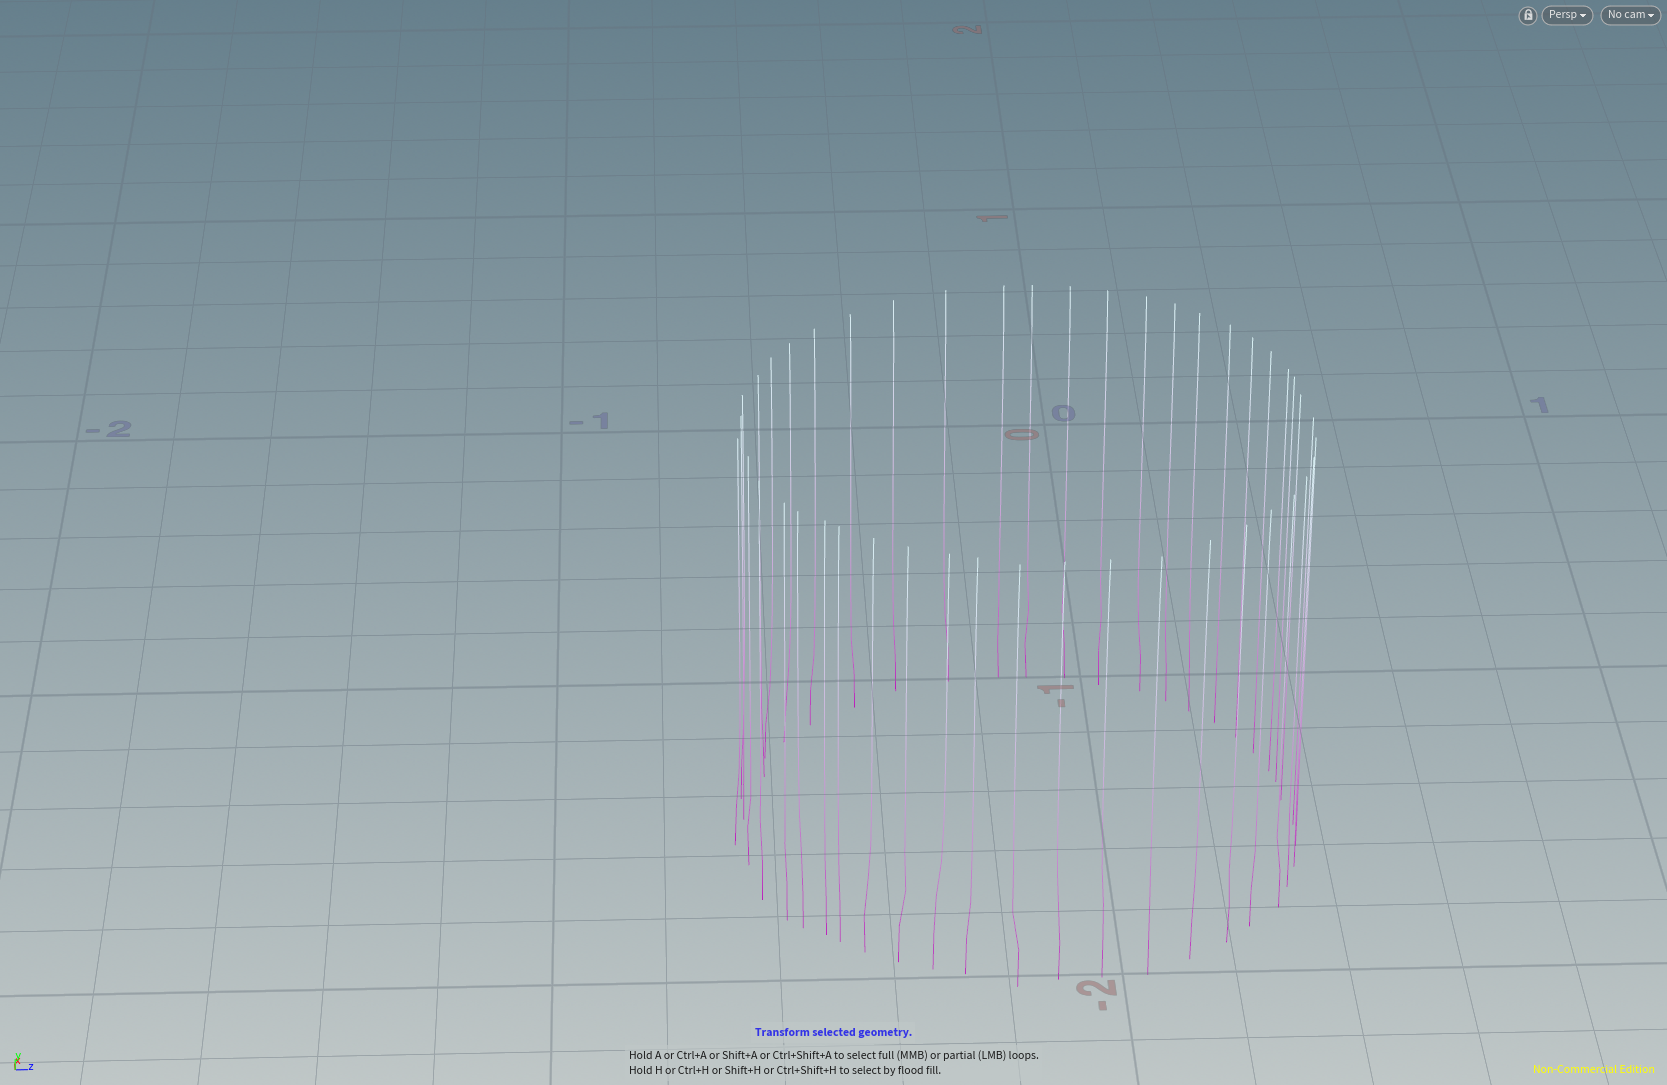 Persp
No cam
2
1
-2
-1
0
0
1
-1
-2
Transform selected geometry.
Hold A or Ctrl+A or Shift+A or Ctrl+Shift+A to select full (MMB) or partial (LMB) loops.
Hold H or Ctrl+H or Shift+H or Ctrl+Shift+H to select by flood fill.
y
x
z
Non-Commercial Edition